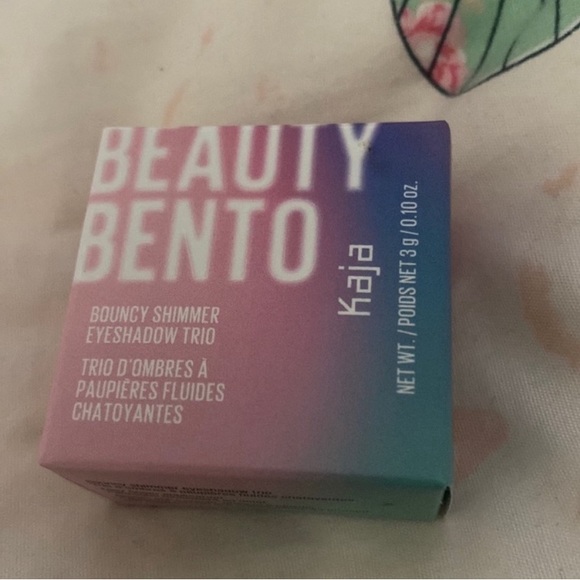 BEAUTY
BENTO
BOUNCY SHIMMER
EYESHADOW TRIO
TRIO D'OMBRES À
PAUPIÈRES FLUIDES
CHATOYANTES
Kaja
NET WT. / POIDS NET 3 g / 0.10 oz.